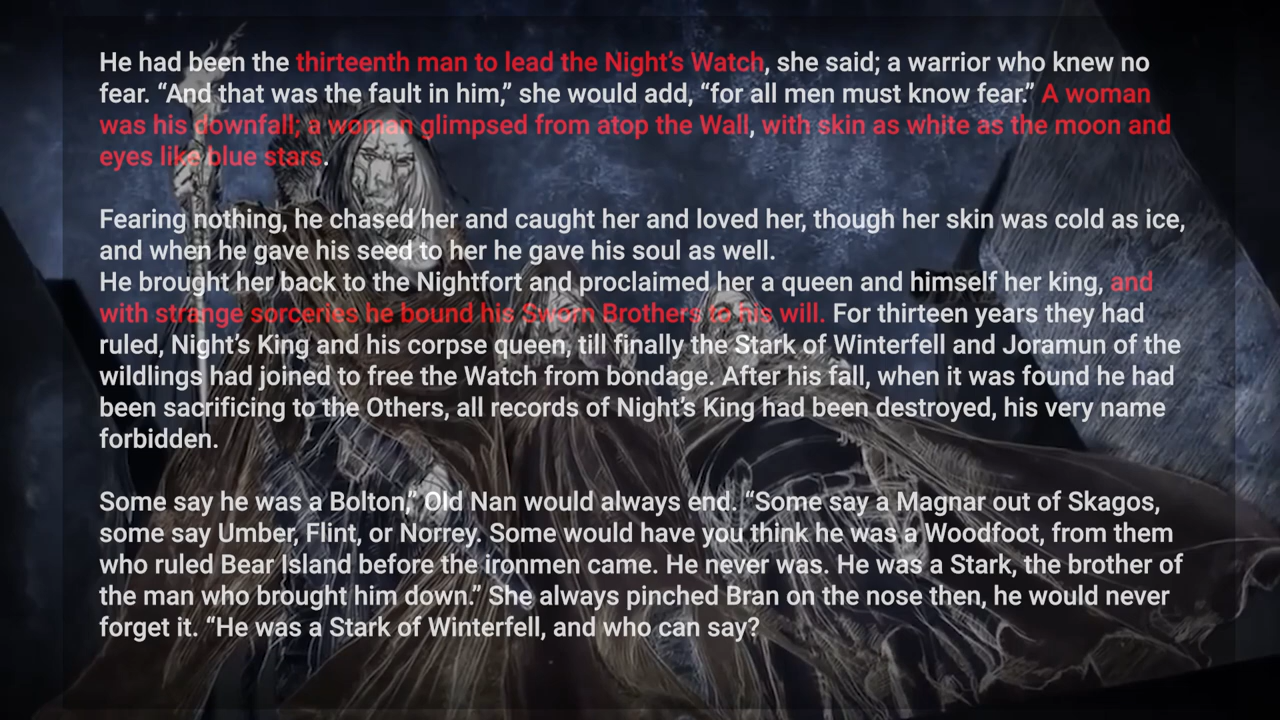 He had been the thirteenth man to lead the Night’s Watch, she said; a warrior who knew no
fear. “And that was the fault in him,” she would add, “for all men must know fear.” A woman
was his downfall; a woman glimpsed from atop the Wall, with skin as white as the moon and
eyes like blue stars.
Fearing nothing, he chased her and caught her and loved her, though her skin was cold as ice,
and when he gave his seed to her he gave his soul as well.
He brought her back to the Nightfort and proclaimed her a queen and himself her king, and
with strange sorceries he bound his Sworn Brothers to his will. For thirteen years they had
ruled, Night’s King and his corpse queen, till finally the Stark of Winterfell and Joramun of the
wildlings had joined to free the Watch from bondage. After his fall, when it was found he had
been sacrificing to the Others, all records of Night’s King had been destroyed, his very name
forbidden.
Some say he was a Bolton,” Old Nan would always end. “Some say a Magnar out of Skagos,
some say Umber, Flint, or Norrey. Some would have you think he was a Woodfoot, from them
who ruled Bear Island before the ironmen came. He never was. He was a Stark, the brother of
the man who brought him down.” She always pinched Bran on the nose then, he would never
forget it. “He was a Stark of Winterfell, and who can say?